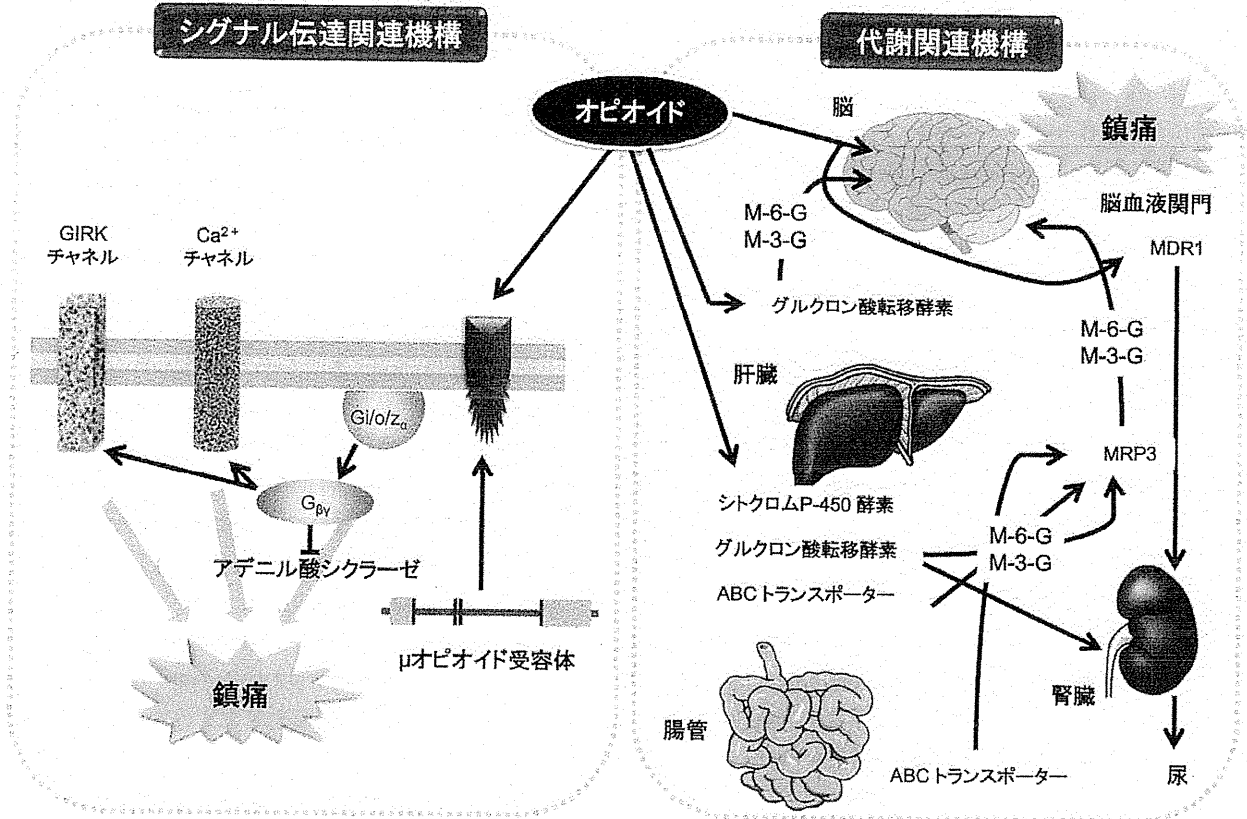 シグナル伝達関連機構
代謝関連機構
オピオイド
脳
鎮痛
脳血液関門
MDR1
M-6-G
M-3-G
グルクロン酸転移酵素
GIRK
チャネル
Ca²⁺
チャネル
Gi/o/zα
Gβγ
アデニル酸シクラーゼ
μオピオイド受容体
鎮痛
肝臓
M-6-G
M-3-G
MRP3
シトクロムP-450 酵素
グルクロン酸転移酵素
ABCトランスポーター
M-6-G
M-3-G
腸管
ABCトランスポーター
腎臓
尿